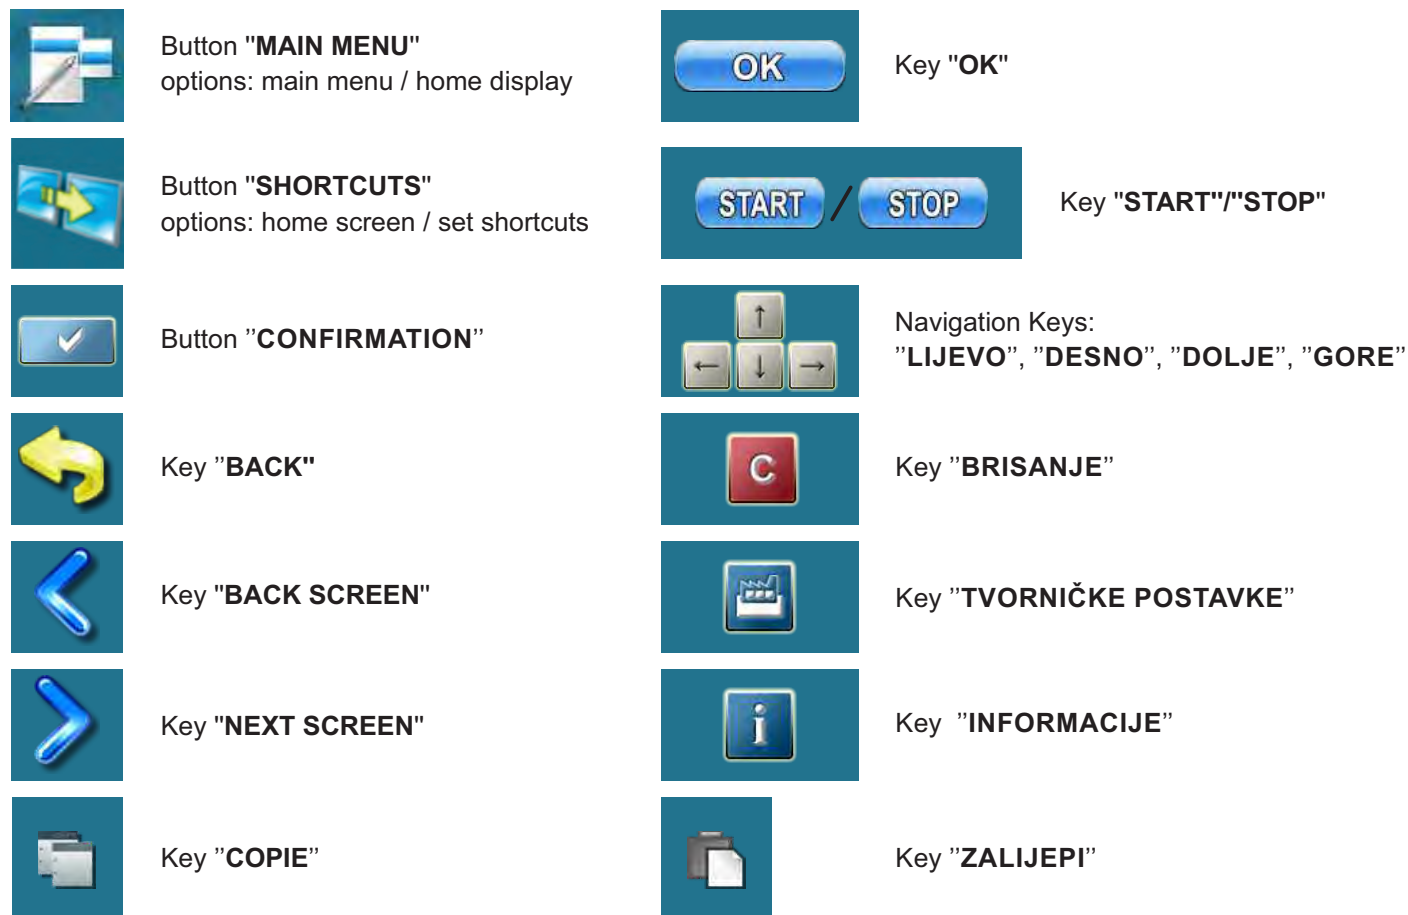 Button "MAIN MENU"
options: main menu / home display
Button "SHORTCUTS"
options: home screen / set shortcuts
Button ''CONFIRMATION''
Key ''BACK"
Key "BACK SCREEN"
Key "NEXT SCREEN"
Key ''COPIE''
OK
Key "OK"
START / STOP
Key "START"/"STOP"
↑
← ↓ →
Navigation Keys:
''LIJEVO'', ''DESNO'', ''DOLJE'', ''GORE''
C
Key ''BRISANJE''
Key ''TVORNIČKE POSTAVKE''
i
Key ''INFORMACIJE''
Key ''ZALIJEPI''